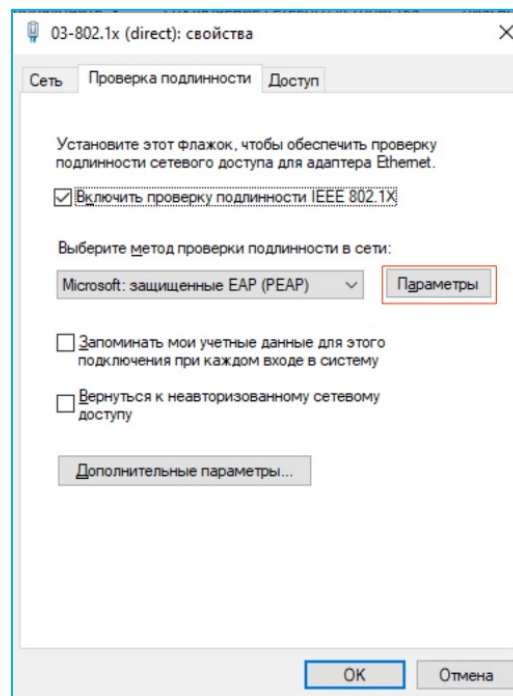 03-802.1x (direct): свойства
Сеть
Проверка подлинности
Доступ
Установите этот флажок, чтобы обеспечить проверку
подлинности сетевого доступа для адаптера Ethernet.
Включить проверку подлинности IEEE 802.1X
Выберите метод проверки подлинности в сети:
Microsoft: защищенные EAP (PEAP)
Параметры
Запоминать мои учетные данные для этого
подключения при каждом входе в систему
Вернуться к неавторизованному сетевому
доступу
Дополнительные параметры...
OK
Отмена